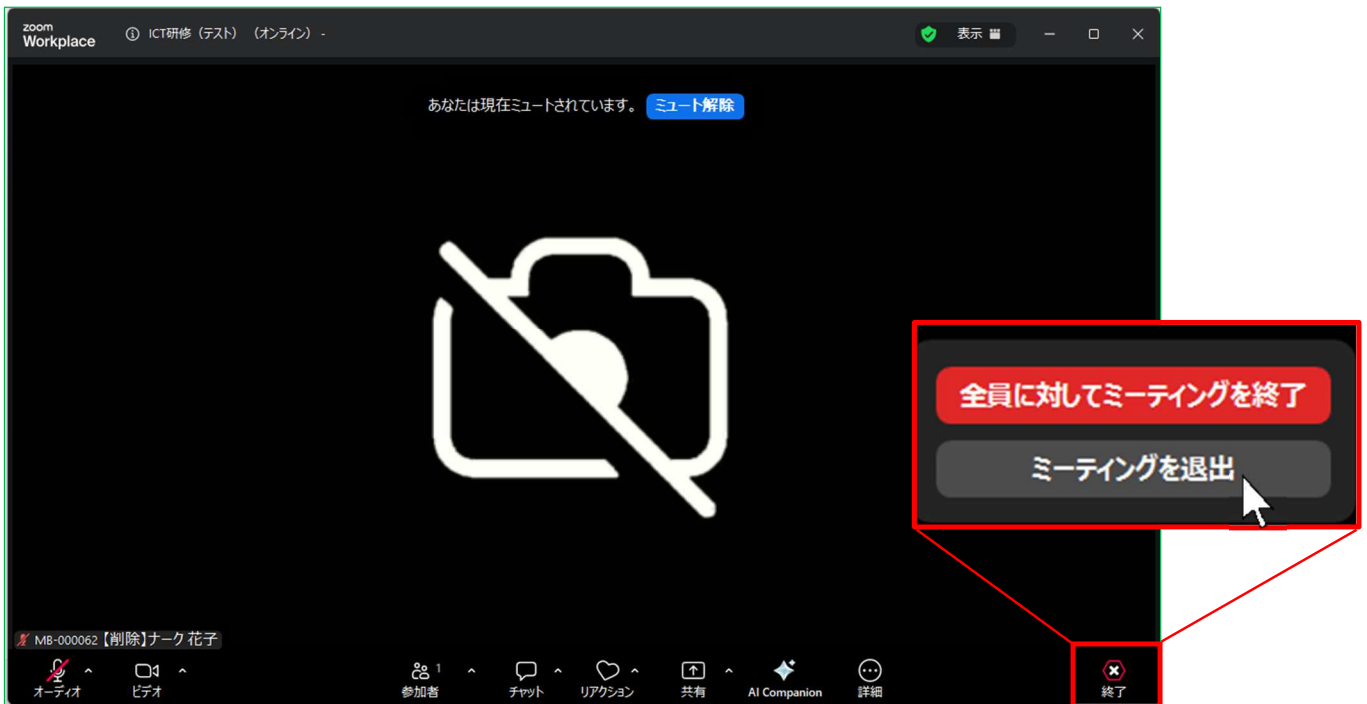 zoom
Workplace
ICT研修（テスト）（オンライン） -
表示
あなたは現在ミュートされています。 ミュート解除
全員に対してミーティングを終了
ミーティングを退出
MB-000062【削除】ナーク 花子
オーディオ
ビデオ
参加者 1
チャット
リアクション
共有
AI Companion
詳細
終了